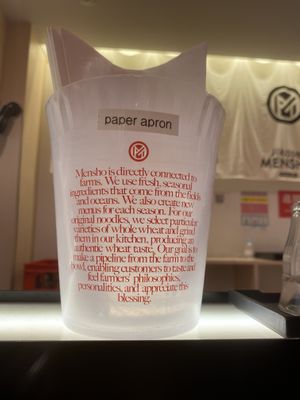 paper apron
Mensho is directly connected to
farms. We use fresh, seasonal
ingredients that come from the fields
and oceans. We also create new
menus for each season. For our
original noodles, we select particular
varieties of whole wheat and grind
them in our kitchen, producing an
authentic wheat taste. Our goal is to
make a pipeline from the farm to the
bowl, enabling customers to taste and
feel farmers' philosophies,
personalities, and appreciate this
blessing.
MENSHO